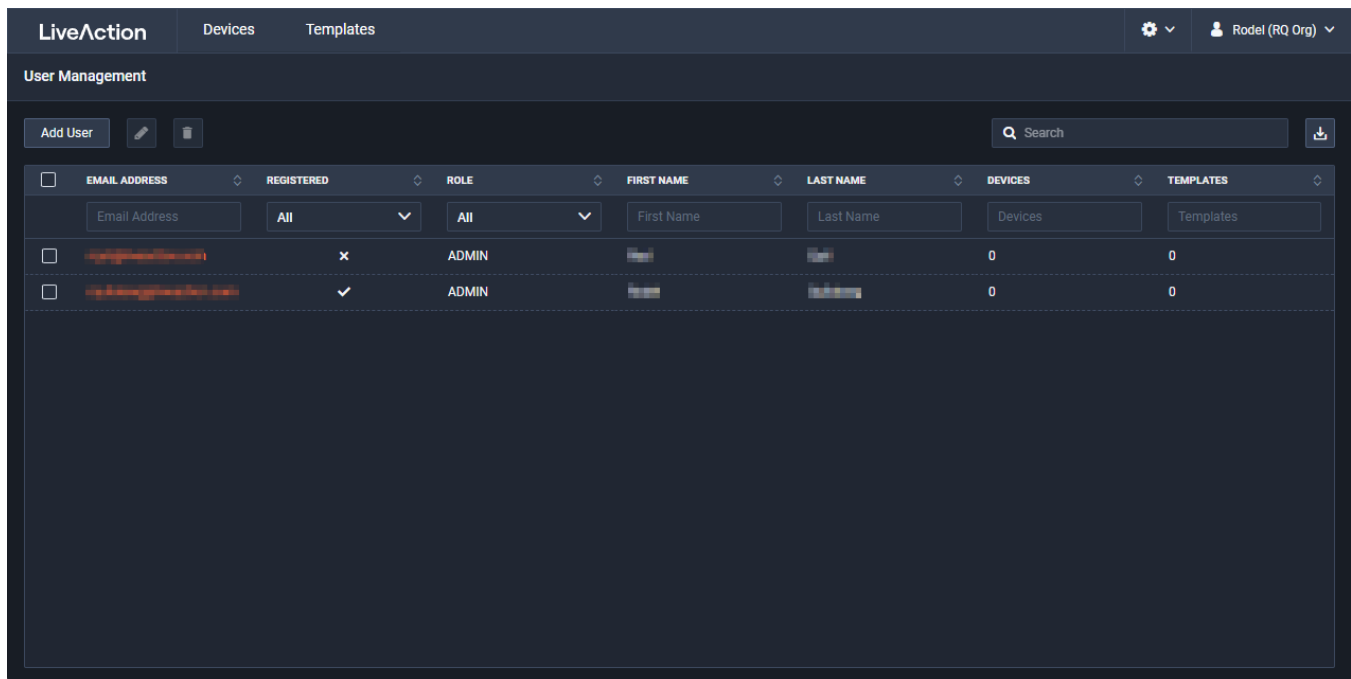 LiveAction Devices Templates Rodel (RQ Org)
User Management
Add User Search
EMAIL ADDRESS REGISTERED ROLE FIRST NAME LAST NAME DEVICES TEMPLATES
Email Address All All First Name Last Name Devices Templates
ADMIN 0 0
ADMIN 0 0